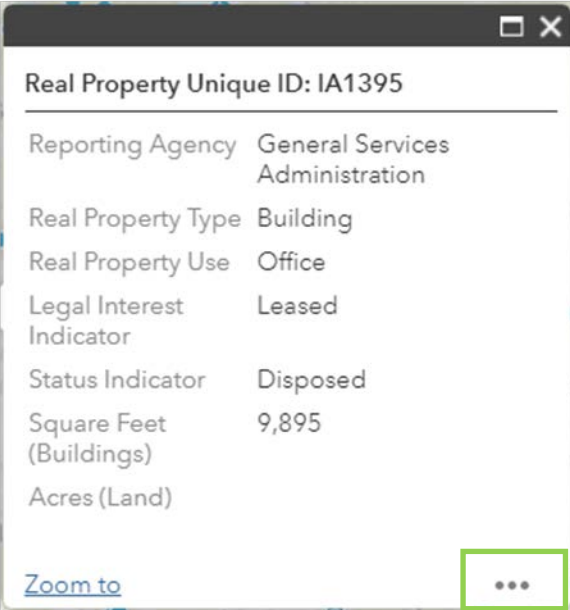 Real Property Unique ID: IA1395
Reporting Agency General Services
Administration
Real Property Type Building
Real Property Use Office
Legal Interest Leased
Indicator
Status Indicator Disposed
Square Feet 9,895
(Buildings)
Acres (Land)
Zoom to